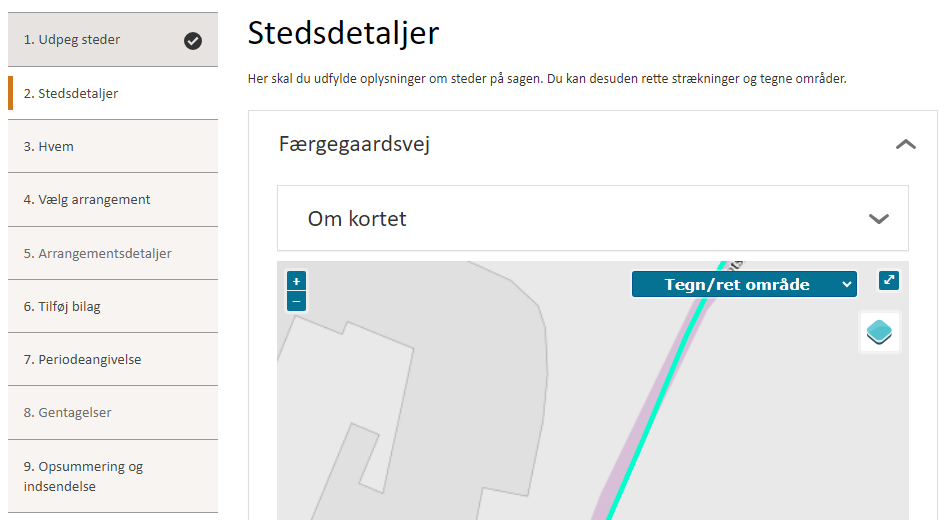 1. Udpeg steder
2. Stedsdetaljer
3. Hvem
4. Vælg arrangement
5. Arrangementsdetaljer
6. Tilføj bilag
7. Periodeangivelse
8. Gentagelser
9. Opsummering og
indsendelse
Stedsdetaljer
Her skal du udfylde oplysninger om steder på sagen. Du kan desuden rette strækninger og tegne områder.
Færgegaardsvej
Om kortet
+
−
Tegn/ret område